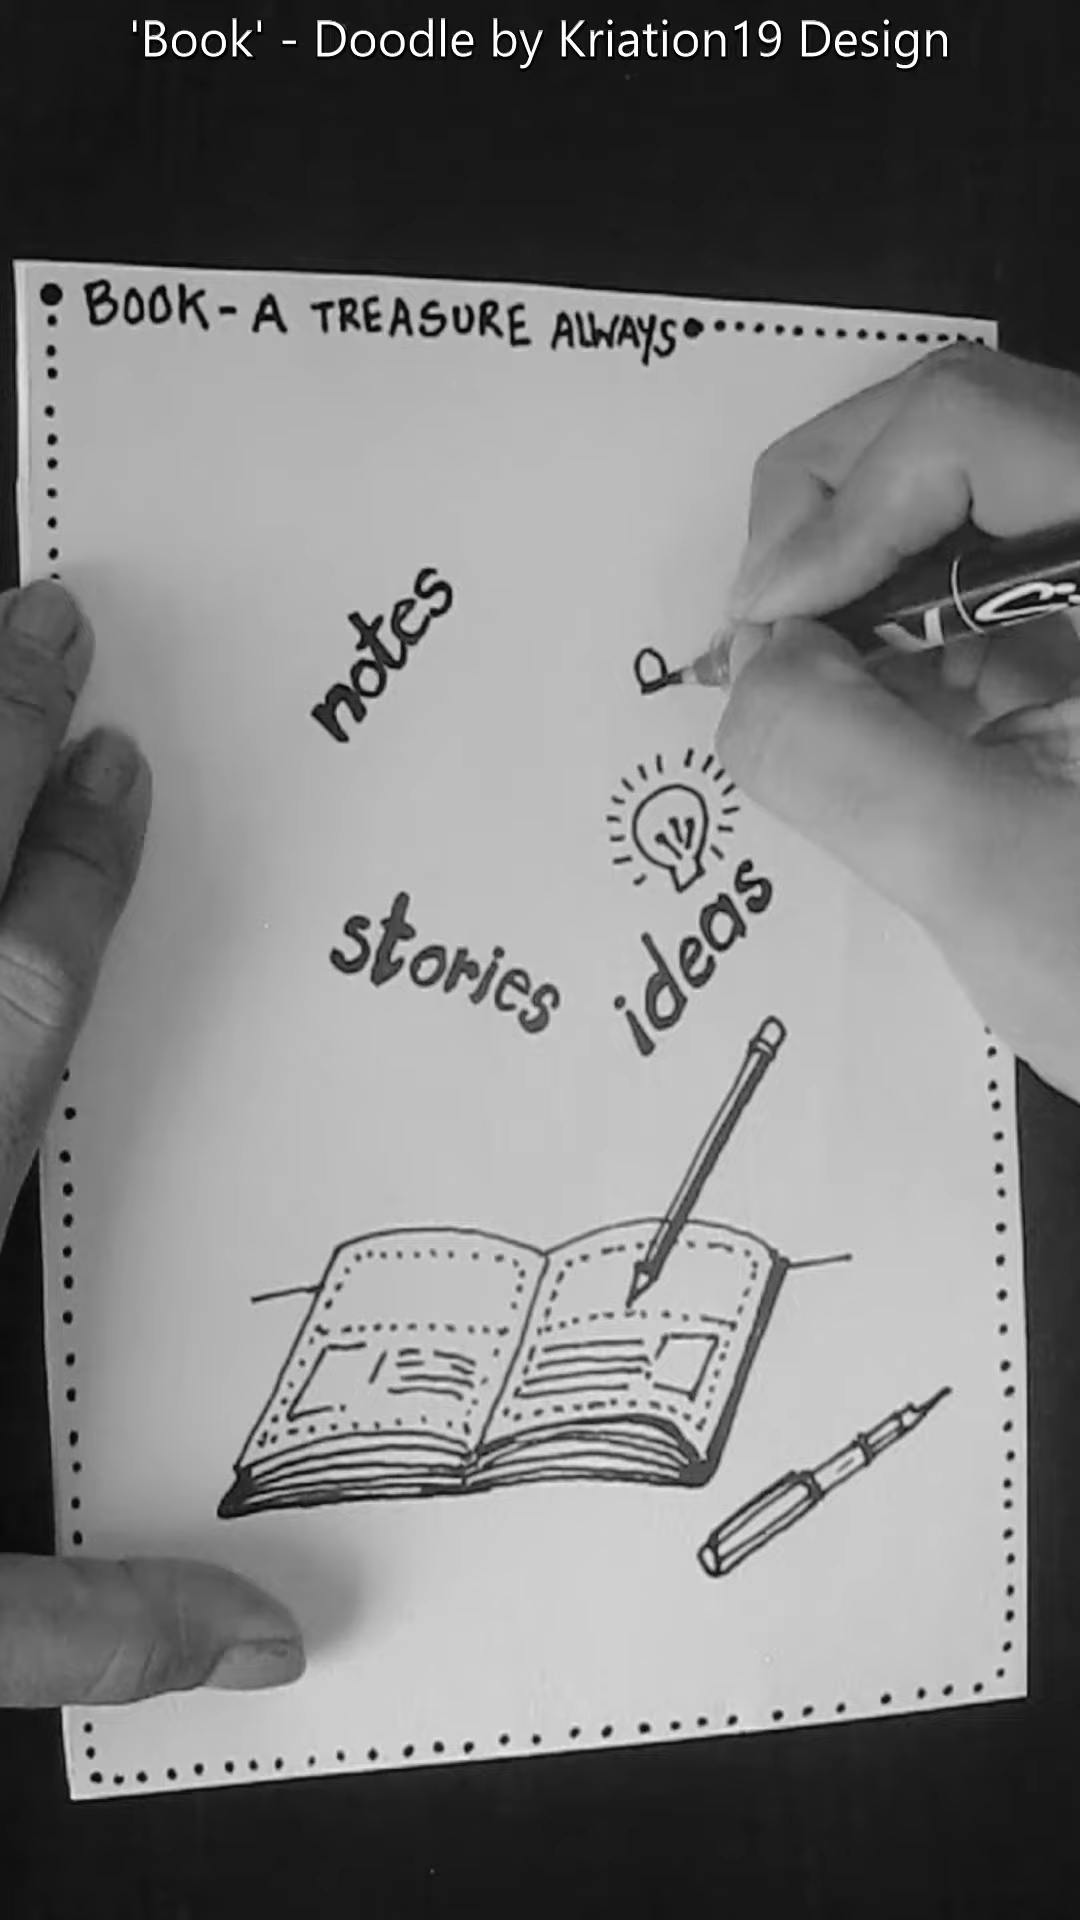 'Book' - Doodle by Kriation19 Design
BOOK - A TREASURE ALWAYS
notes
stories
ideas